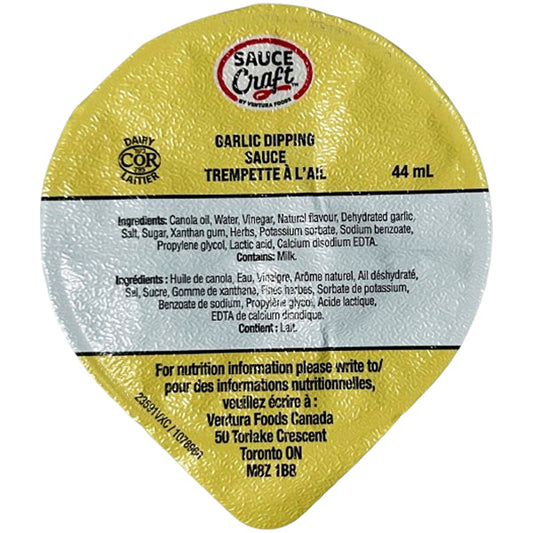 SAUCE
Craft™
BY VENTURA FOODS
DAIRY
COR
LAITIER
GARLIC DIPPING
SAUCE
TREMPETTE À L'AIL
44 mL
Ingredients: Canola oil, Water, Vinegar, Natural flavour, Dehydrated garlic,
Salt, Sugar, Xanthan gum, Herbs, Potassium sorbate, Sodium benzoate,
Propylene glycol, Lactic acid, Calcium disodium EDTA.
Contains: Milk.
Ingrédients : Huile de canola, Eau, Vinaigre, Arôme naturel, Ail déshydraté,
Sel, Sucre, Gomme de xanthane, Fines herbes, Sorbate de potassium,
Benzoate de sodium, Propylène glycol, Acide lactique,
EDTA de calcium disodique.
Contient : Lait.
For nutrition information please write to/
pour des informations nutritionnelles,
veuillez écrire à :
Ventura Foods Canada
50 Torlake Crescent
Toronto ON
M8Z 1B8